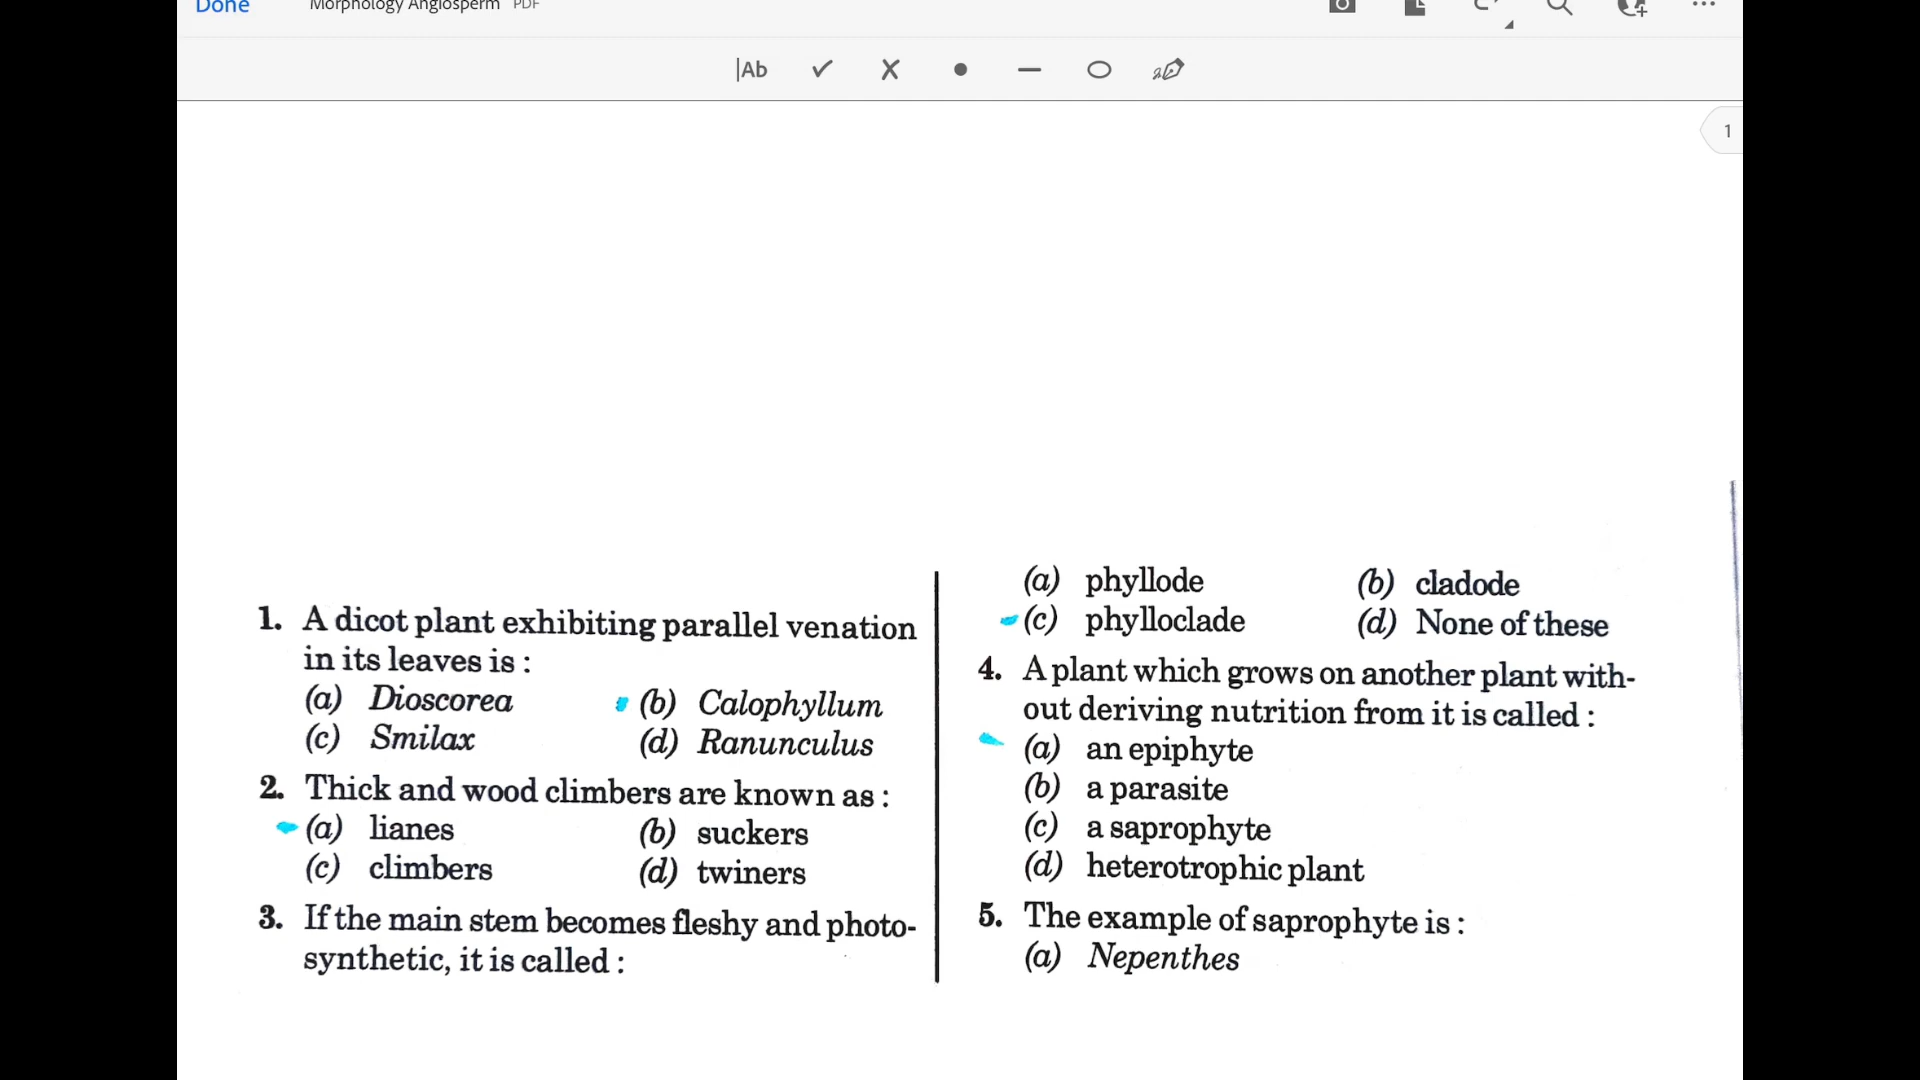 Done Morphology Angiosperm PDF
Ab
1
1. A dicot plant exhibiting parallel venation
in its leaves is :
(a) Dioscorea (b) Calophyllum
(c) Smilax (d) Ranunculus
2. Thick and wood climbers are known as :
(a) lianes (b) suckers
(c) climbers (d) twiners
3. If the main stem becomes fleshy and photo-
synthetic, it is called :
(a) phyllode (b) cladode
(c) phylloclade (d) None of these
4. A plant which grows on another plant with-
out deriving nutrition from it is called :
(a) an epiphyte
(b) a parasite
(c) a saprophyte
(d) heterotrophic plant
5. The example of saprophyte is :
(a) Nepenthes